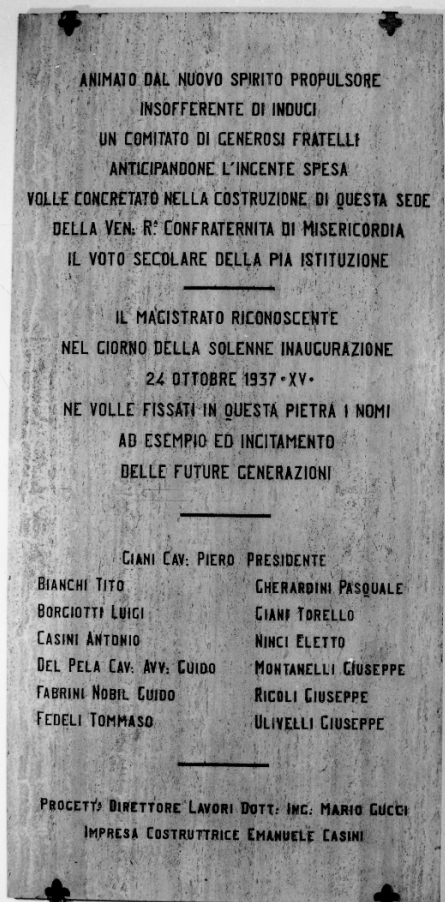 ANIMATO DAL NUOVO SPIRITO PROPULSORE
INSOFFERENTE DI INDUGI
UN COMITATO DI GENEROSI FRATELLI
ANTICIPANDONE L'INGENTE SPESA
VOLLE CONCRETATO NELLA COSTRUZIONE DI QUESTA SEDE
DELLA VEN: R: CONFRATERNITA DI MISERICORDIA
IL VOTO SECOLARE DELLA PIA ISTITUZIONE
IL MAGISTRATO RICONOSCENTE
NEL GIORNO DELLA SOLENNE INAUGURAZIONE
24 OTTOBRE 1937 • XV •
NE VOLLE FISSATI IN QUESTA PIETRA I NOMI
AD ESEMPIO ED INCITAMENTO
DELLE FUTURE GENERAZIONI
GIANI CAV: PIERO PRESIDENTE
BIANCHI TITO GHERARDINI PASQUALE
BORGIOTTI LUIGI GIANI TORELLO
CASINI ANTONIO NINCI ELETTO
DEL PELA CAV: AVV: GUIDO MONTANELLI GIUSEPPE
FABRINI NOBIL GUIDO RIGOLI GIUSEPPE
FEDELI TOMMASO ULIVELLI GIUSEPPE
PROGETTO DIRETTORE LAVORI DOTT: ING: MARIO GUCCI
IMPRESA COSTRUTTRICE EMANUELE CASINI